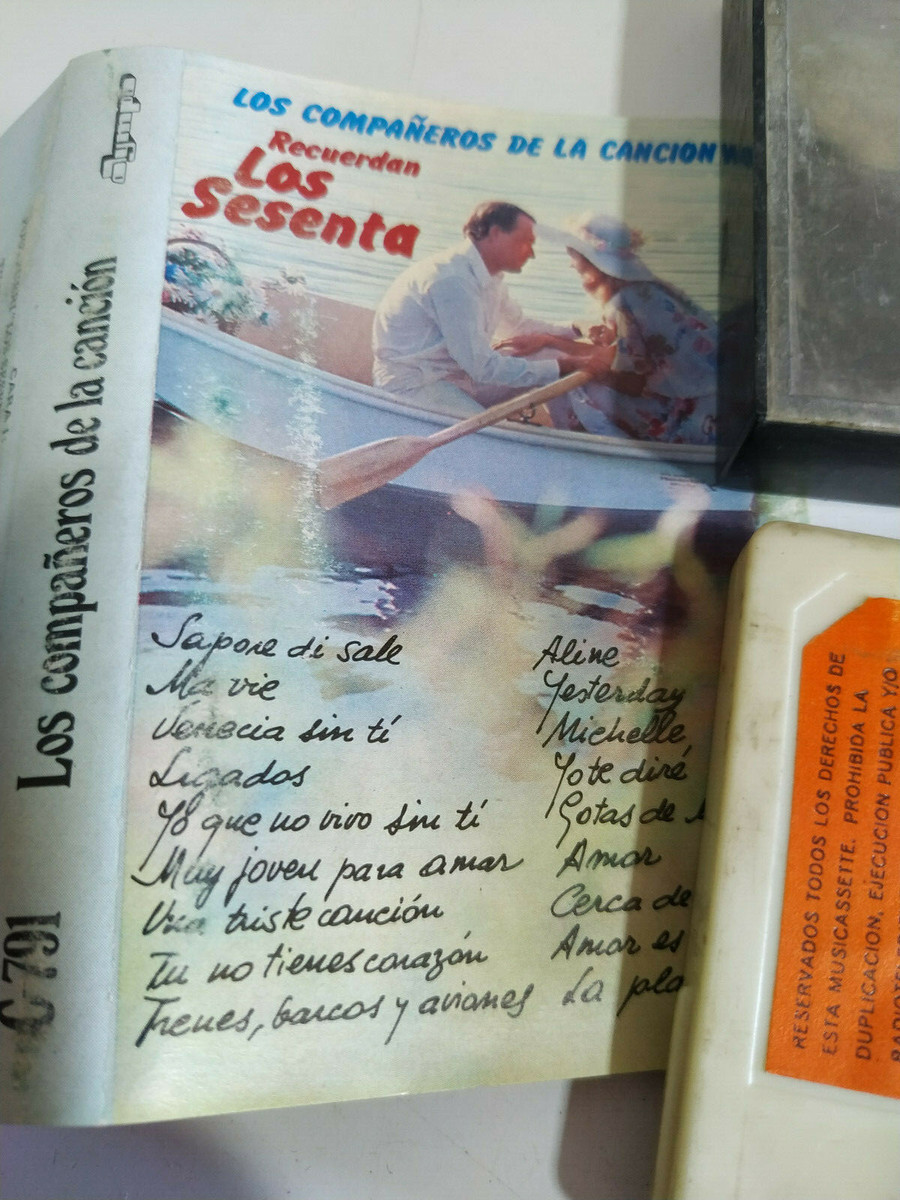 Olympo
Los compañeros de la canción
C 791
LOS COMPAÑEROS DE LA CANCION
Recuerdan
Los
Sesenta
Sapore di sale
Ma vie
Venecia sin tí
Ligados
Yó que no vivo sin tí
Muy joven para amar
Una triste canción
Tu no tienes corazón
Trenes, barcos y aviones
Aline
Yesterday
Michelle
Yo te diré
Gotas de
Amor
Cerca de
Amor es
La pla
RESERVADOS TODOS LOS DERECHOS DE
ESTA MUSICASSETTE. PROHIBIDA LA
DUPLICACION, EJECUCION PUBLICA Y/O